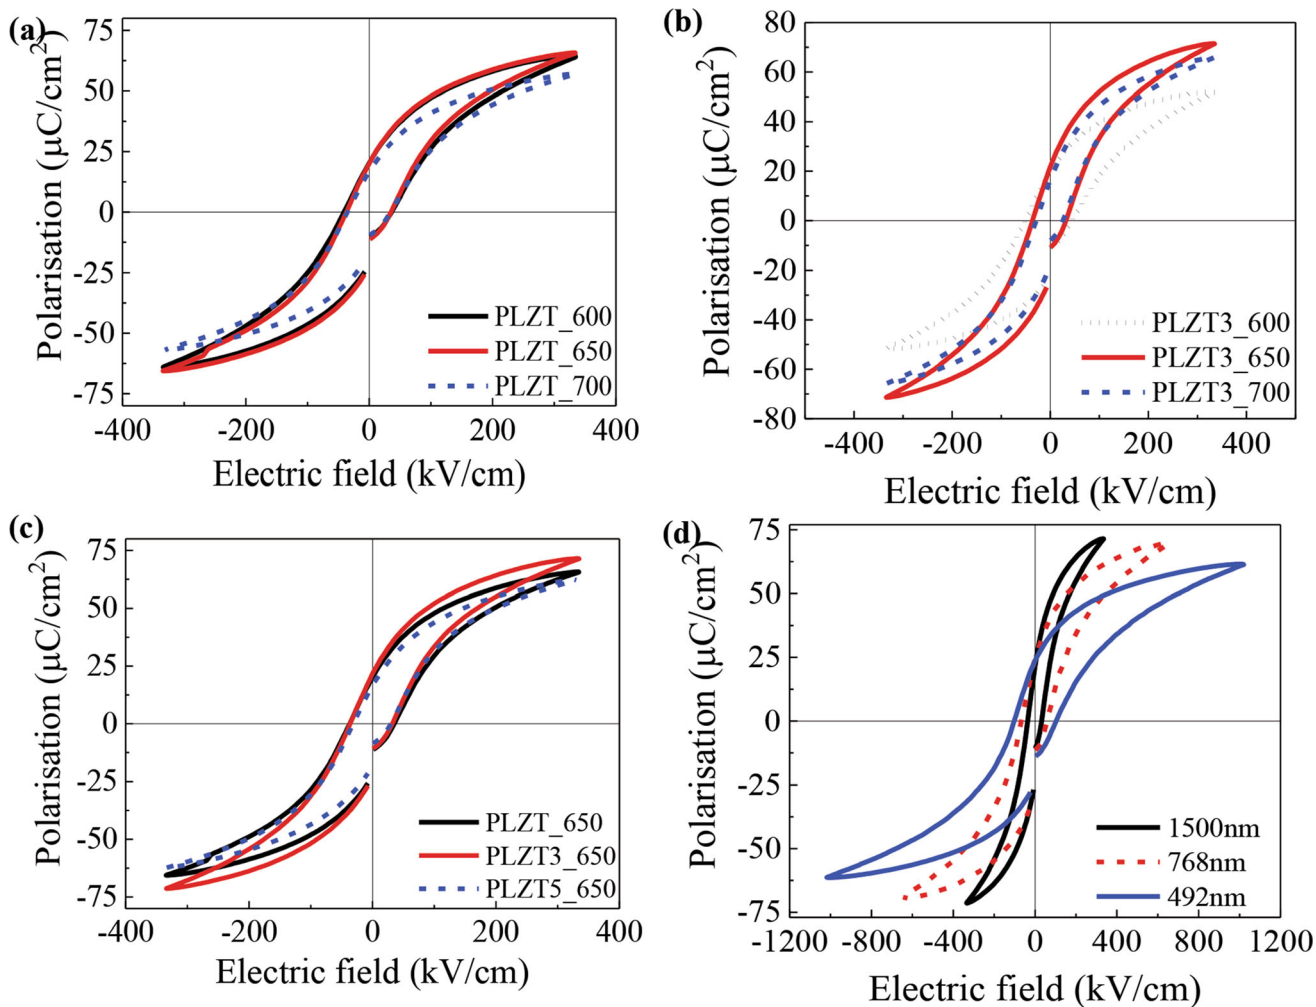 (a)
75
50
25
0
-25
-50
-75
Polarisation (µC/cm²)
PLZT_600
PLZT_650
PLZT_700
-400 -200 0 200 400
Electric field (kV/cm)
(b)
80
60
40
20
0
-20
-40
-60
-80
Polarisation (µC/cm²)
PLZT3_600
PLZT3_650
PLZT3_700
-400 -200 0 200 400
Electric field (kV/cm)
(c)
75
50
25
0
-25
-50
-75
Polarisation (µC/cm²)
PLZT_650
PLZT3_650
PLZT5_650
-400 -200 0 200 400
Electric field (kV/cm)
(d)
75
50
25
0
-25
-50
-75
Polarisation (µC/cm²)
1500nm
768nm
492nm
-1200 -800 -400 0 400 800 1200
Electric field (kV/cm)